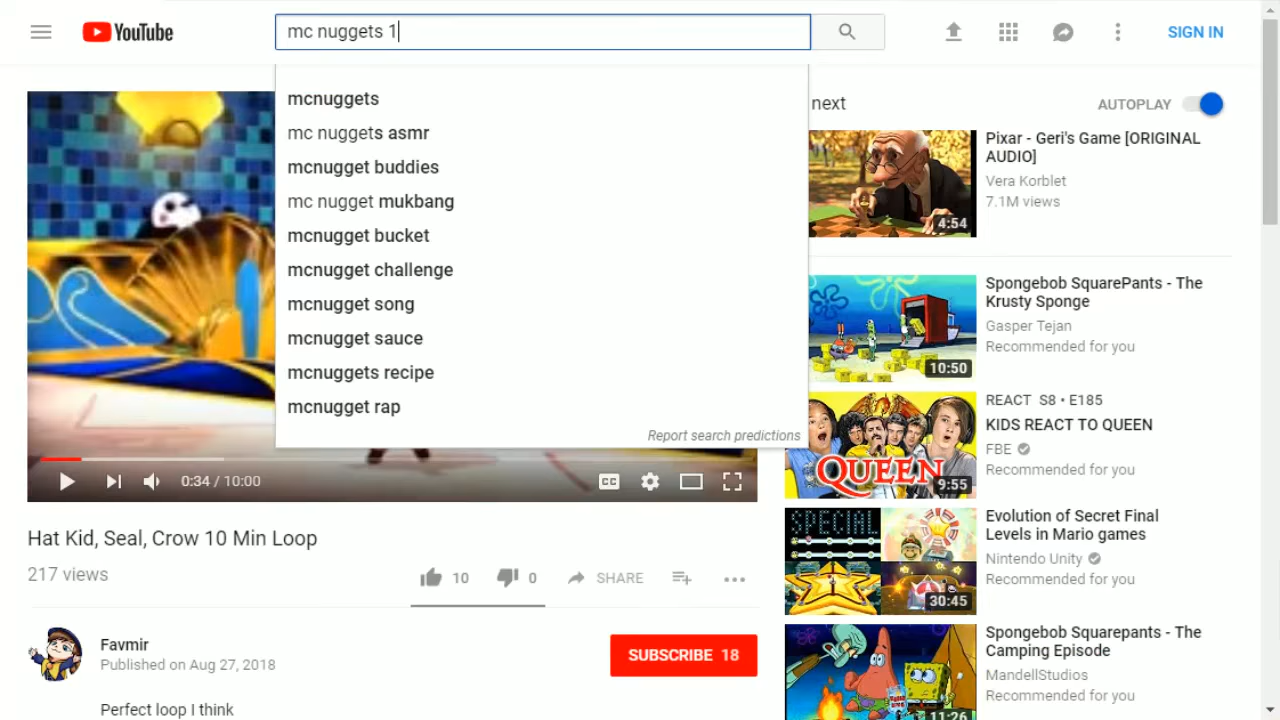 YouTube
mc nuggets 1
SIGN IN
mcnuggets
mc nuggets asmr
mcnugget buddies
mc nugget mukbang
mcnugget bucket
mcnugget challenge
mcnugget song
mcnugget sauce
mcnuggets recipe
mcnugget rap
Report search predictions
0:34 / 10:00
CC
Hat Kid, Seal, Crow 10 Min Loop
217 views
10
0
SHARE
Favmir
Published on Aug 27, 2018
SUBSCRIBE 18
Perfect loop I think
next
AUTOPLAY
4:54
Pixar - Geri's Game [ORIGINAL
AUDIO]
Vera Korblet
7.1M views
10:50
Spongebob SquarePants - The
Krusty Sponge
Gasper Tejan
Recommended for you
QUEEN
9:55
REACT S8 • E185
KIDS REACT TO QUEEN
FBE
Recommended for you
SPECIAL
30:45
Evolution of Secret Final
Levels in Mario games
Nintendo Unity
Recommended for you
11:26
Spongebob Squarepants - The
Camping Episode
MandellStudios
Recommended for you